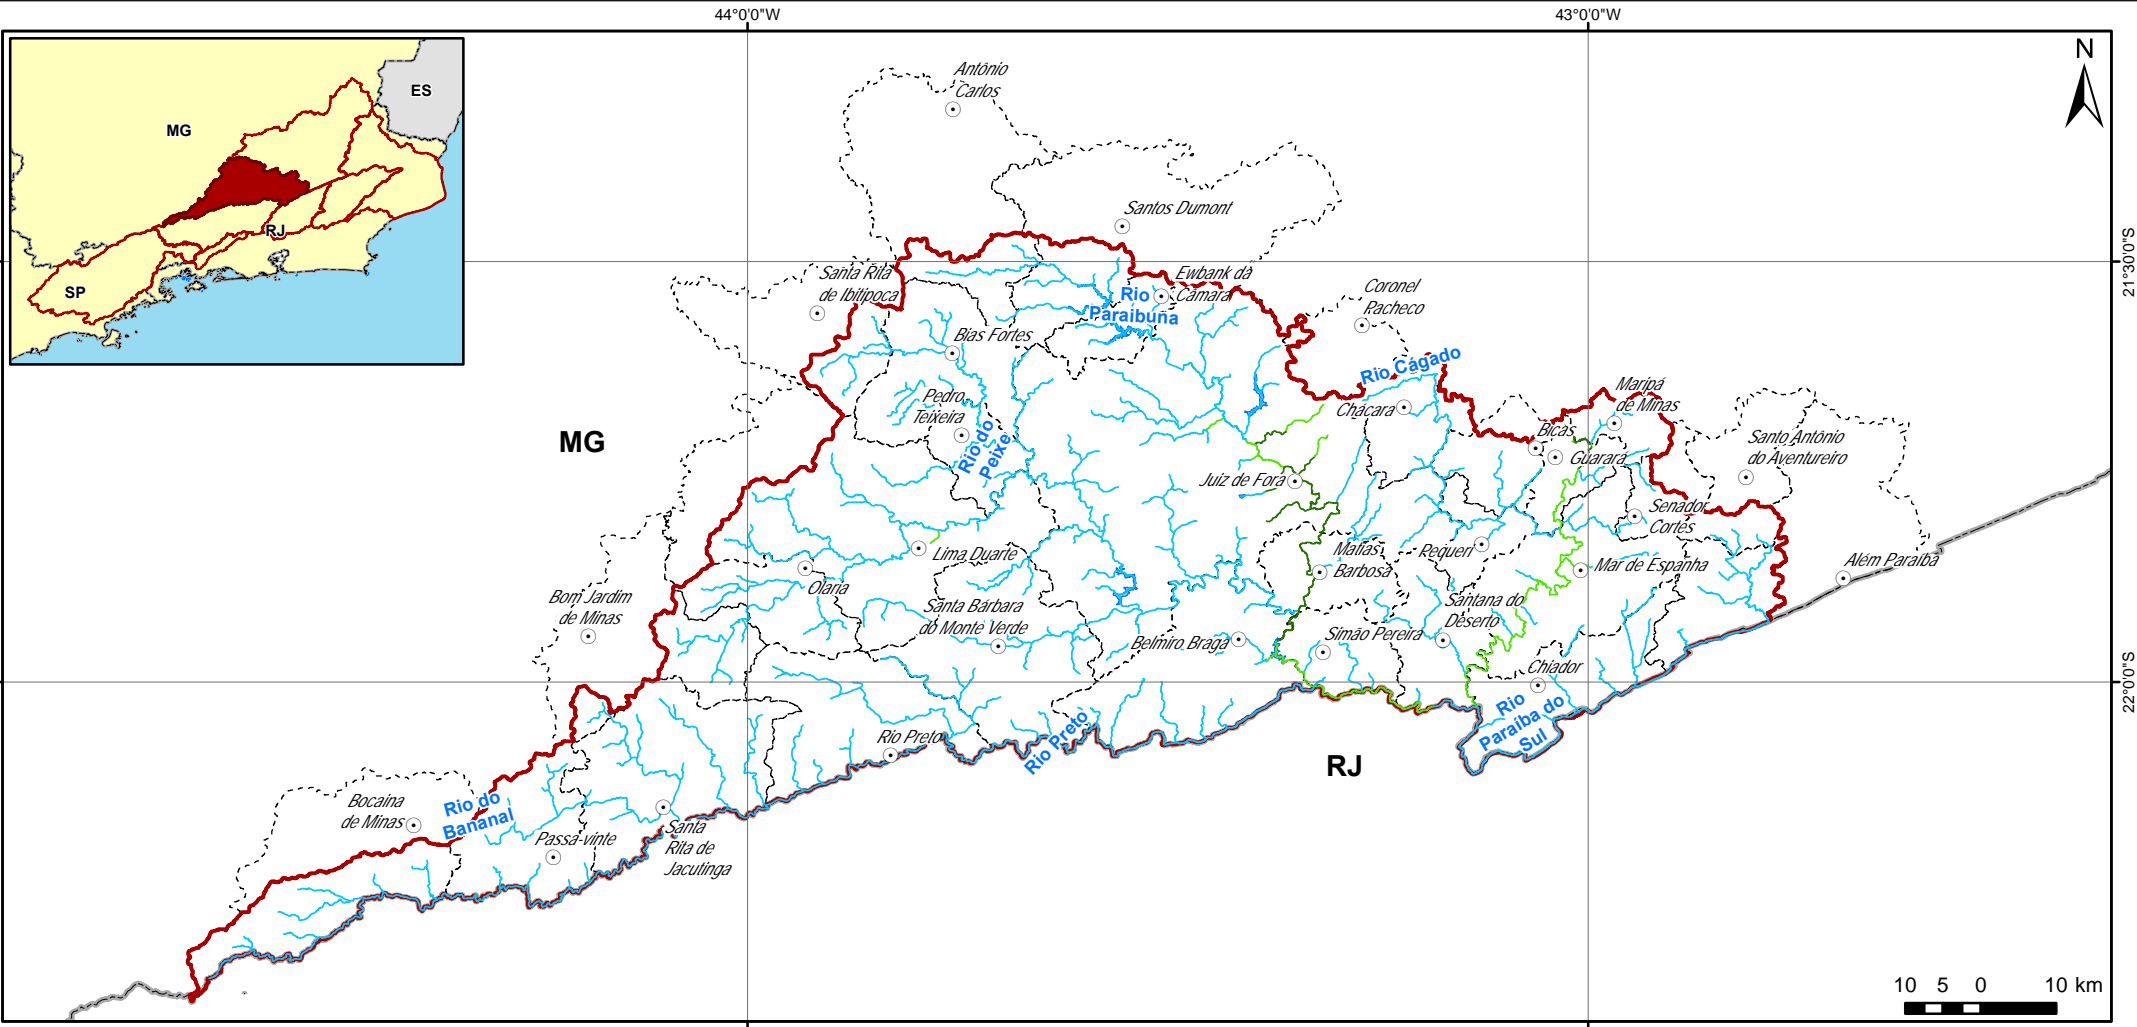 44°0'0"W
43°0'0"W
N
ES
MG
RJ
SP
Antônio
Carlos
Santos Dumont
21°30'0"S
Santa Rita
de Ibitipoca
Ewbank da
Câmara
Rio
Paraibuna
Coronel
Pacheco
Bias Fortes
Rio Cágado
Pedro
Teixeira
Chácara
Maripá
de Minas
MG
Rio do
Peixe
Bicas
Guarará
Santo Antônio
do Aventureiro
Juiz de Fora
Senador
Cortes
Lima Duarte
Matias
Barbosa
Pequeri
Mar de Espanha
Além Paraíba
Olaria
Bom Jardim
de Minas
Santa Bárbara
do Monte Verde
Santana do
Deserto
Belmiro Braga
Simão Pereira
Chiador
22°0'0"S
Rio
Paraíba do
Sul
Rio Preto
Rio Preto
RJ
Bocaina
de Minas
Rio do
Bananal
Passa-vinte
Santa
Rita de
Jacutinga
10 5 0 10 km